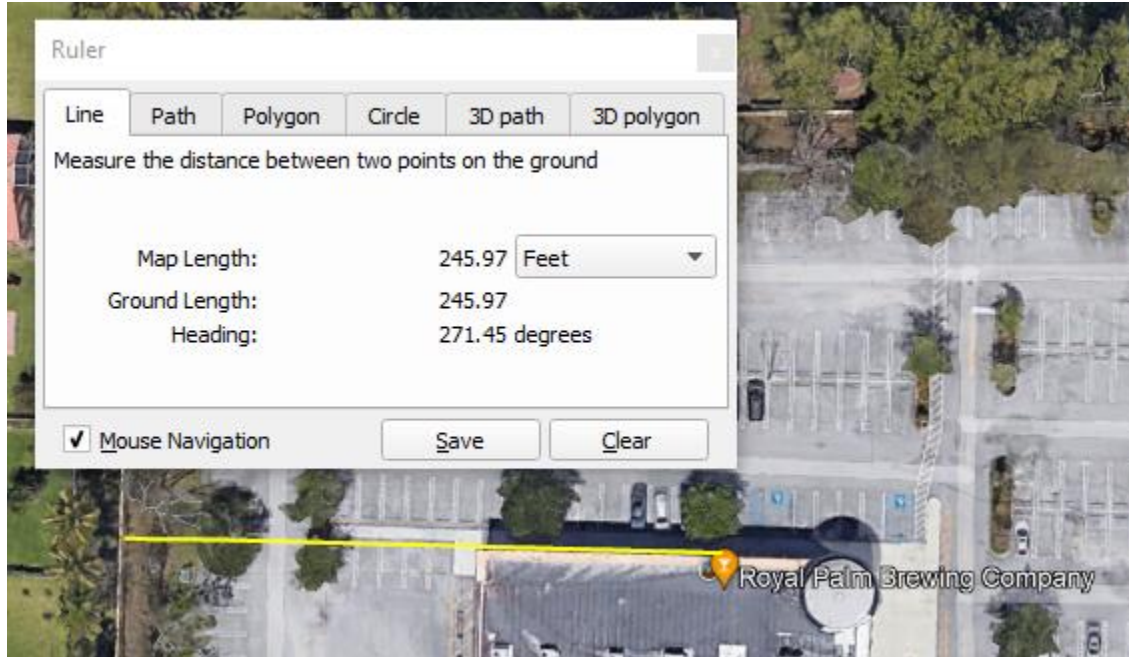 Ruler
Line Path Polygon Circle 3D path 3D polygon
Measure the distance between two points on the ground
Map Length: 245.97 Feet
Ground Length: 245.97
Heading: 271.45 degrees
Mouse Navigation Save Clear
Royal Palm Brewing Company